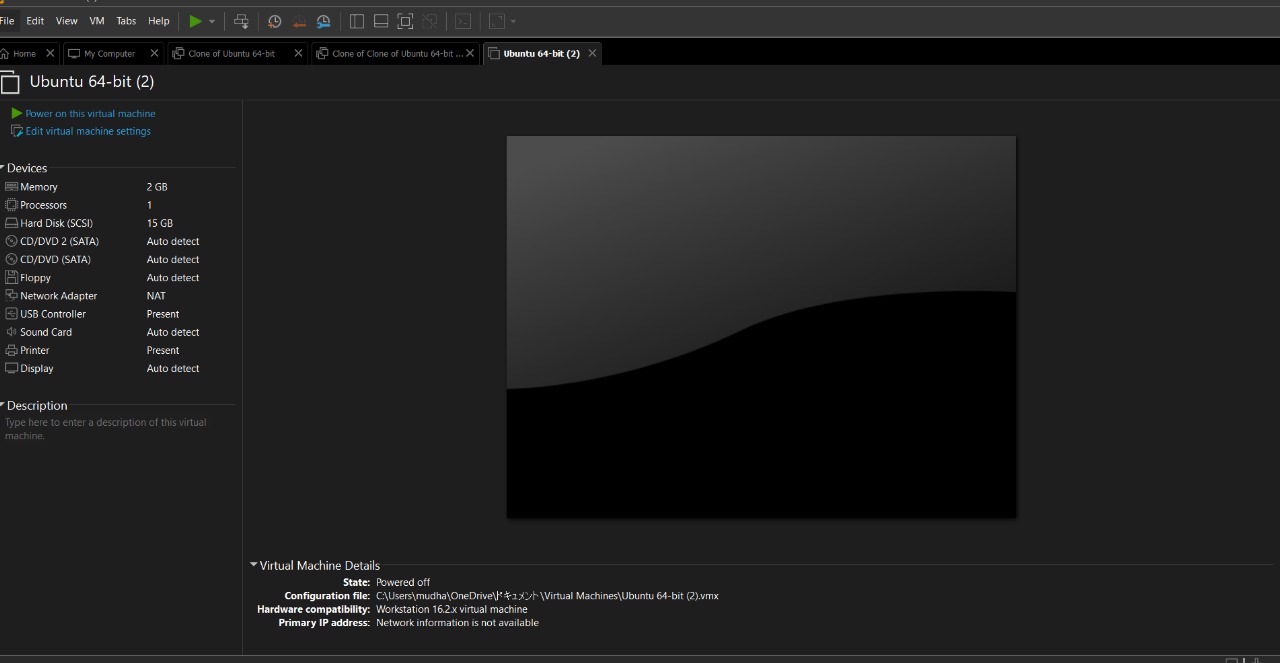 File Edit View VM Tabs Help
Home My Computer Clone of Ubuntu 64-bit Clone of Clone of Ubuntu 64-bit ... Ubuntu 64-bit (2)
Ubuntu 64-bit (2)
Power on this virtual machine
Edit virtual machine settings
Devices
Memory 2 GB
Processors 1
Hard Disk (SCSI) 15 GB
CD/DVD 2 (SATA) Auto detect
CD/DVD (SATA) Auto detect
Floppy Auto detect
Network Adapter NAT
USB Controller Present
Sound Card Auto detect
Printer Present
Display Auto detect
Description
Type here to enter a description of this virtual
machine.
Virtual Machine Details
State: Powered off
Configuration file: C:\Users\mudha\OneDrive\ドキュメント\Virtual Machines\Ubuntu 64-bit (2).vmx
Hardware compatibility: Workstation 16.2.x virtual machine
Primary IP address: Network information is not available